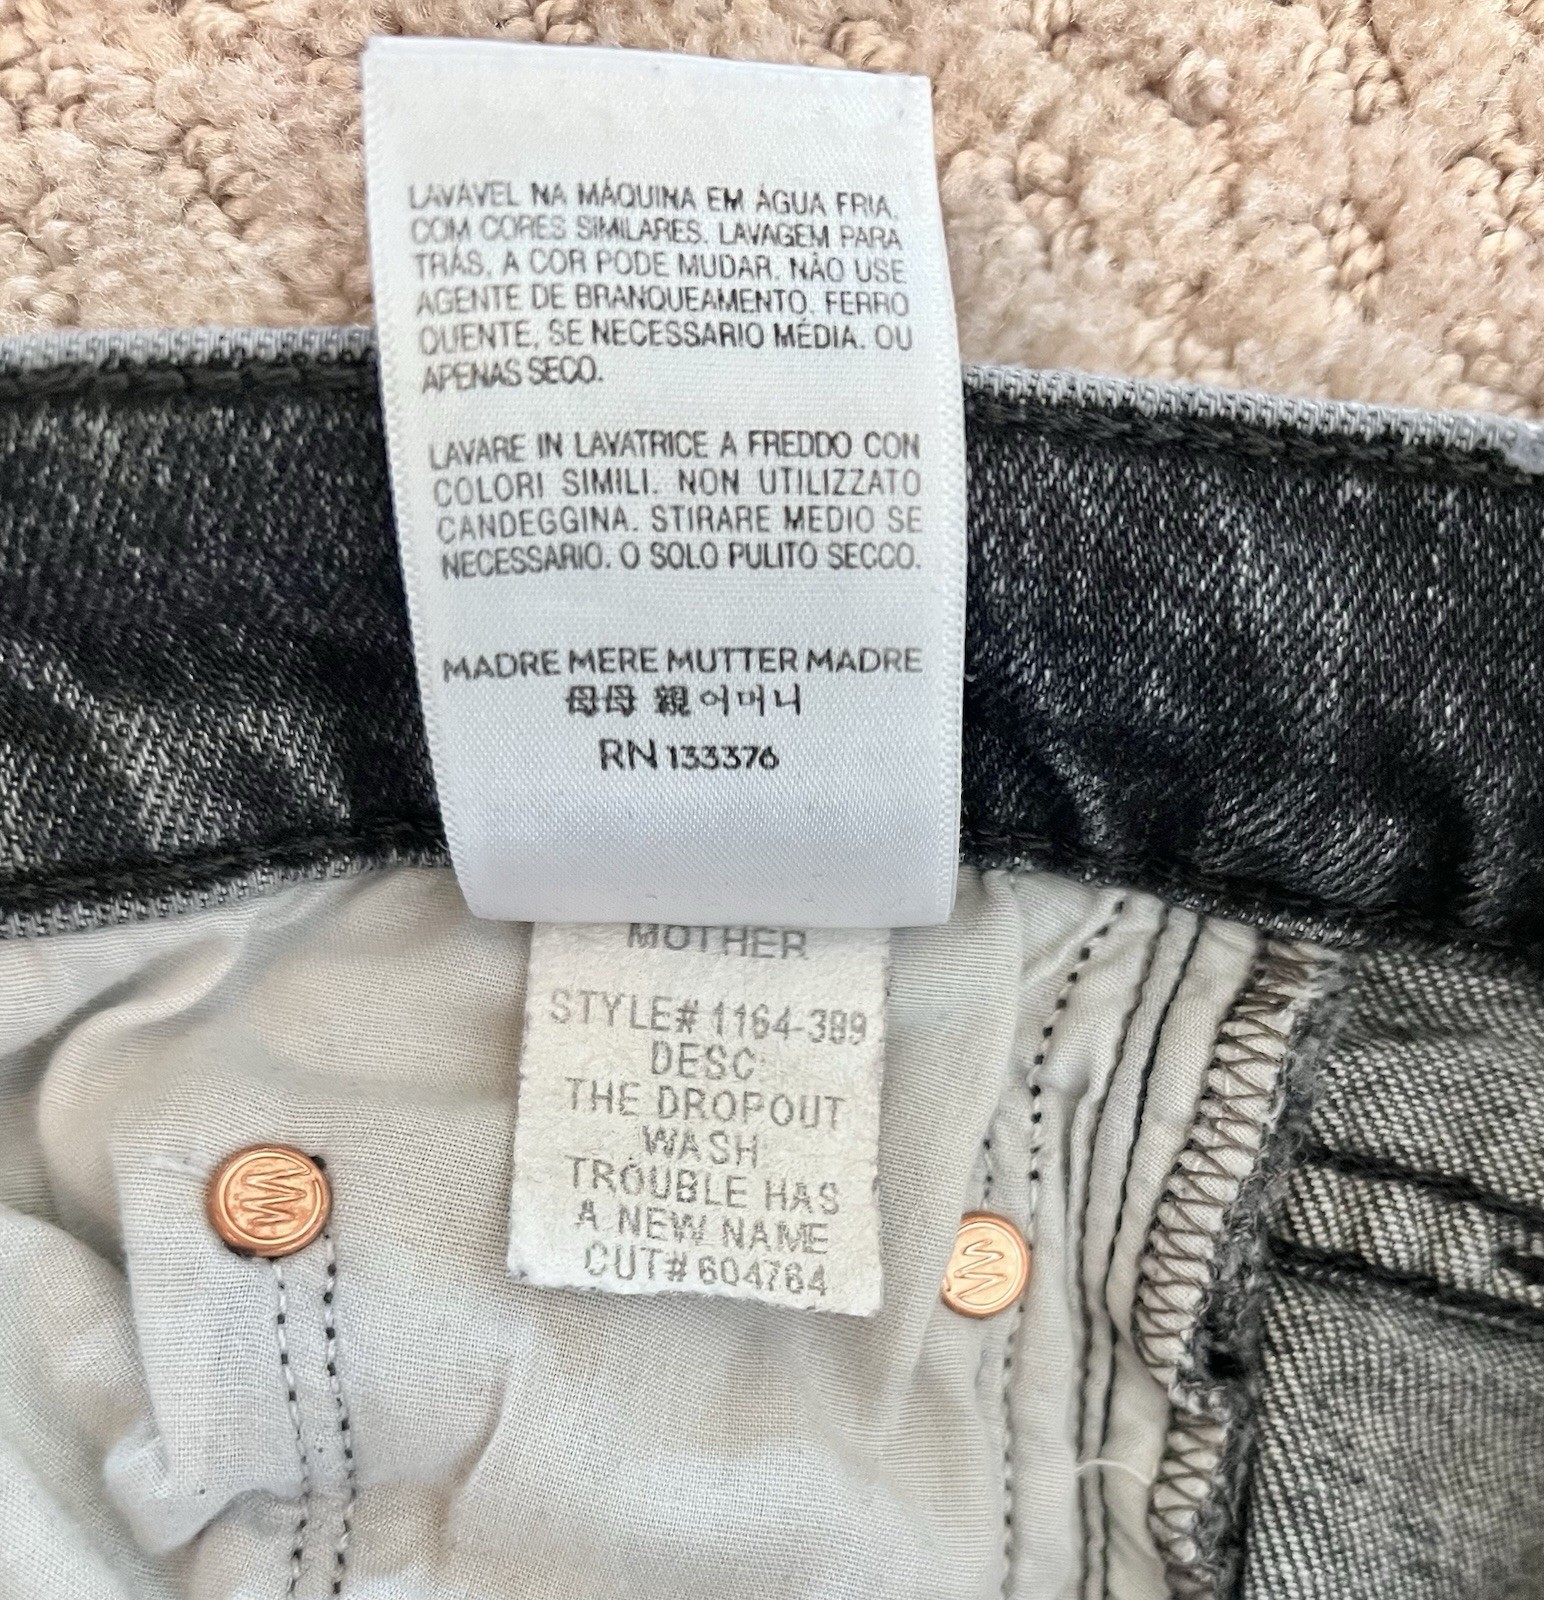 LAVÁVEL NA MÁQUINA EM ÁGUA FRIA.
COM CORES SIMILARES. LAVAGEM PARA
TRÁS, A COR PODE MUDAR. NÃO USE
AGENTE DE BRANQUEAMENTO. FERRO
QUENTE, SE NECESSARIO MÉDIA. OU
APENAS SECO.
LAVARE IN LAVATRICE A FREDDO CON
COLORI SIMILI. NON UTILIZZATO
CANDEGGINA. STIRARE MEDIO SE
NECESSARIO. O SOLO PULITO SECCO.
MADRE MERE MUTTER MADRE
母母 親 어머니
RN 133376
MOTHER
STYLE# 1164-389
DESC:
THE DROPOUT
WASH
TROUBLE HAS
A NEW NAME
CUT# 604764